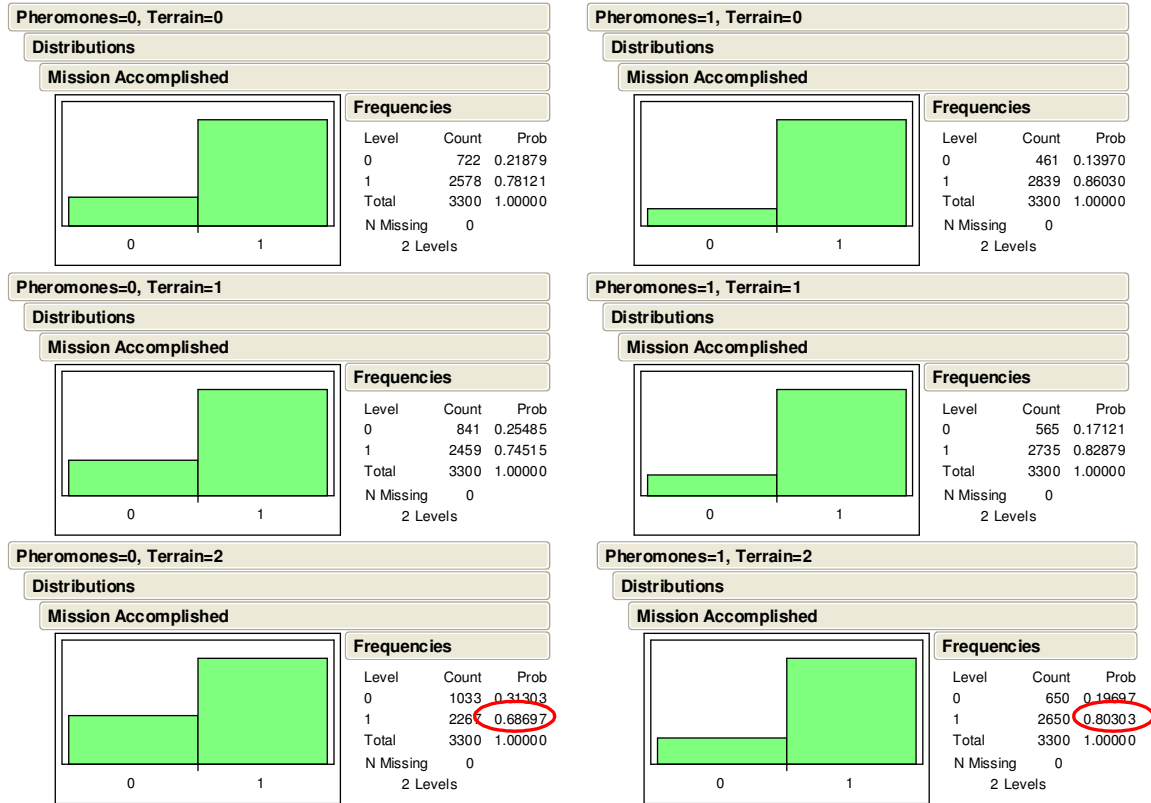 Pheromones=0, Terrain=0
Distributions
Mission Accomplished
Frequencies
Level Count Prob
0 722 0.21879
1 2578 0.78121
Total 3300 1.00000
N Missing 0
2 Levels
0 1
Pheromones=1, Terrain=0
Distributions
Mission Accomplished
Frequencies
Level Count Prob
0 461 0.13970
1 2839 0.86030
Total 3300 1.00000
N Missing 0
2 Levels
0 1
Pheromones=0, Terrain=1
Distributions
Mission Accomplished
Frequencies
Level Count Prob
0 841 0.25485
1 2459 0.74515
Total 3300 1.00000
N Missing 0
2 Levels
0 1
Pheromones=1, Terrain=1
Distributions
Mission Accomplished
Frequencies
Level Count Prob
0 565 0.17121
1 2735 0.82879
Total 3300 1.00000
N Missing 0
2 Levels
0 1
Pheromones=0, Terrain=2
Distributions
Mission Accomplished
Frequencies
Level Count Prob
0 1033 0.31303
1 2267 0.68697
Total 3300 1.00000
N Missing 0
2 Levels
0 1
Pheromones=1, Terrain=2
Distributions
Mission Accomplished
Frequencies
Level Count Prob
0 650 0.19697
1 2650 0.80303
Total 3300 1.00000
N Missing 0
2 Levels
0 1